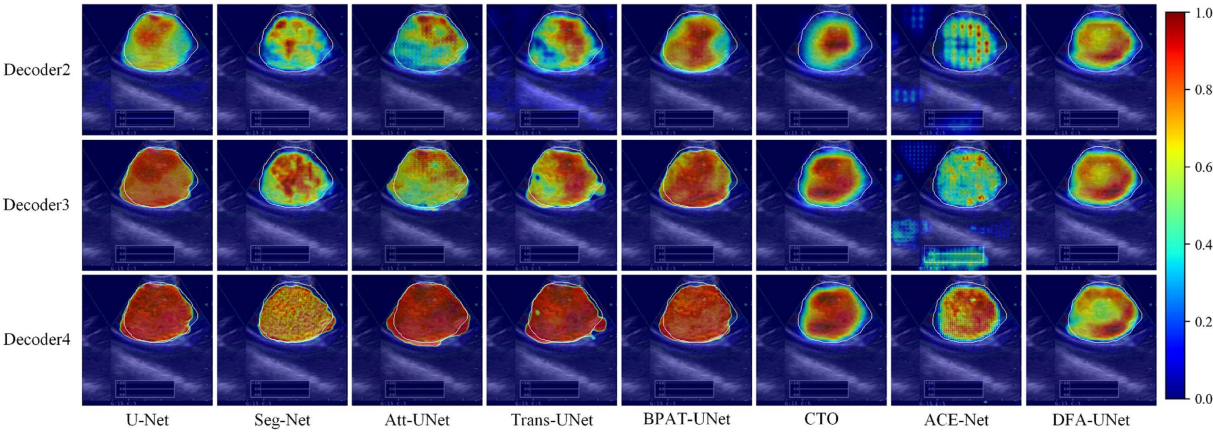 Decoder2
Decoder3
Decoder4
U-Net Seg-Net Att-UNet Trans-UNet BPAT-UNet CTO ACE-Net DFA-UNet
1.0
0.8
0.6
0.4
0.2
0.0